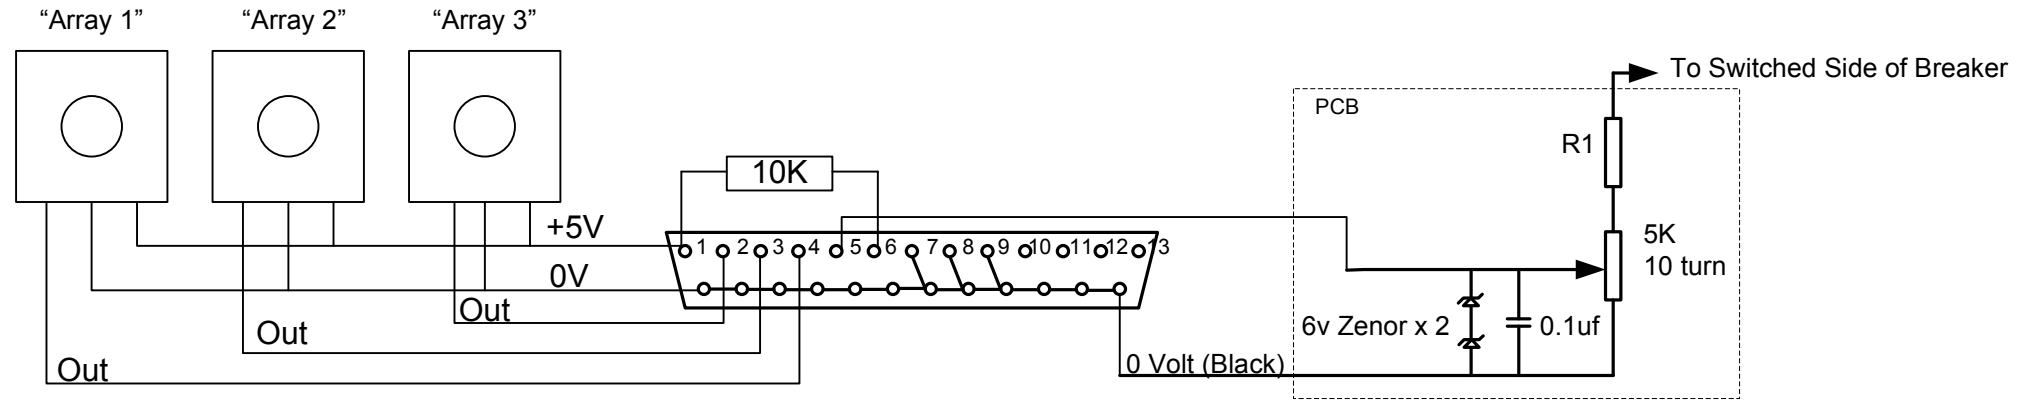 “Array 1” “Array 2” “Array 3”
To Switched Side of Breaker
PCB
R1
10K
+5V
5K
10 turn
1 2 3 4 5 6 7 8 9 10 11 12 13
0V
Out
6v Zenor x 2
0.1uf
Out
0 Volt (Black)
Out